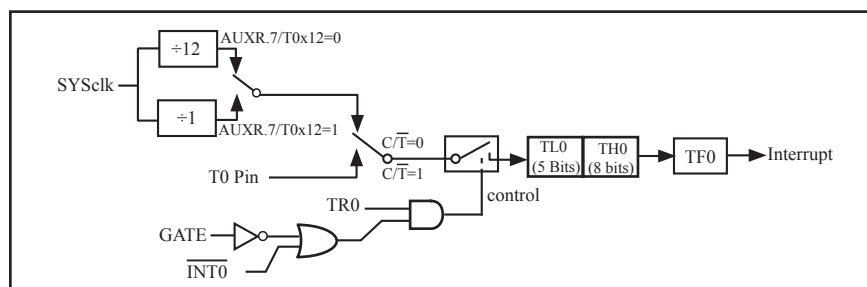 ÷12
AUXR.7/T0x12=0
SYSclk
÷1
AUXR.7/T0x12=1
C/T̅=0
C/T̅=1
T0 Pin
TL0
(5 Bits)
TH0
(8 bits)
TF0
Interrupt
control
TR0
GATE
I̅N̅T̅0̅